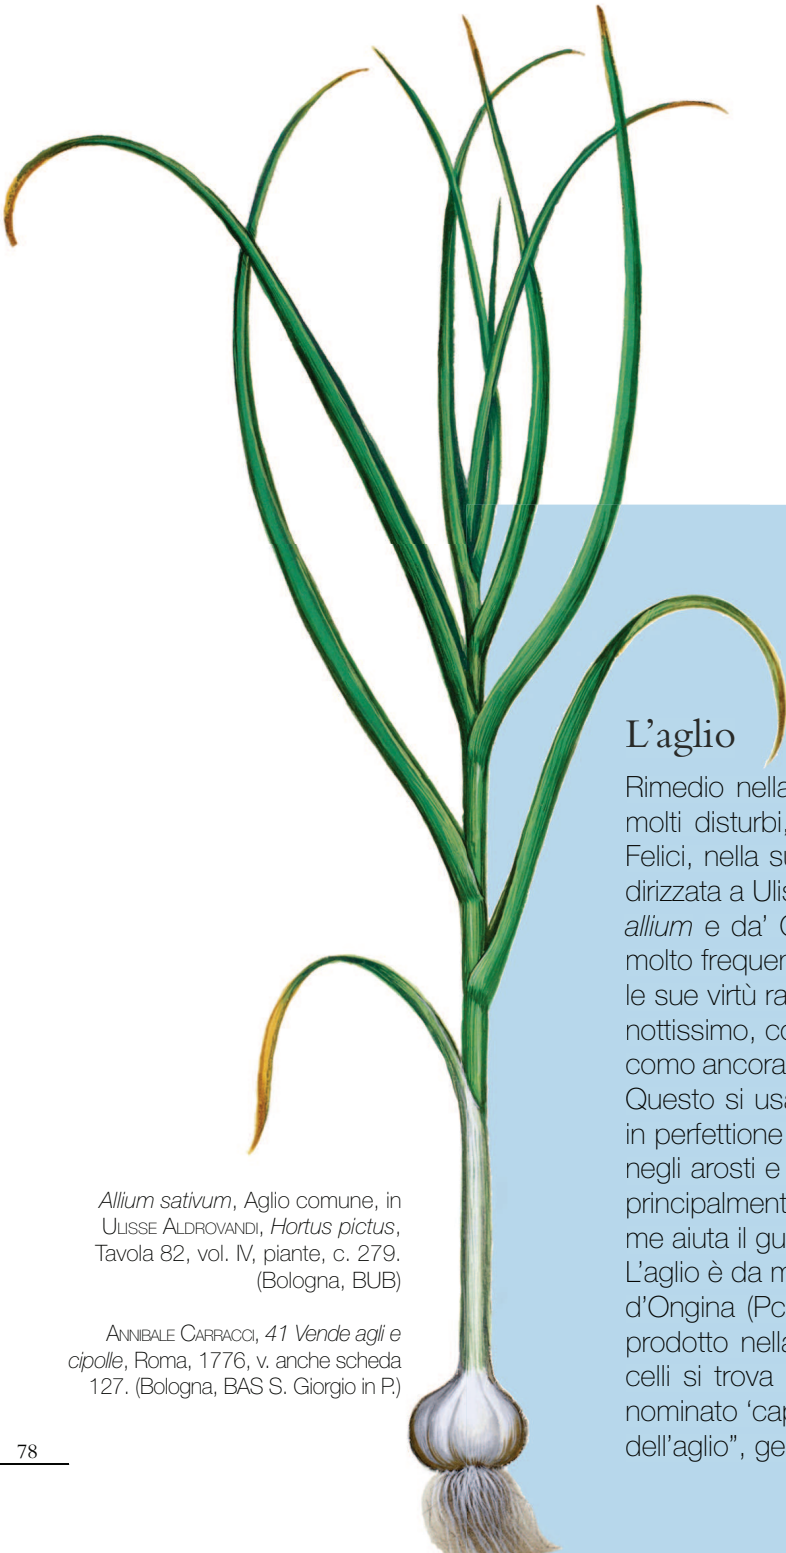 L’aglio
Rimedio nella
molti disturbi,
Felici, nella su
dirizzata a Ulis
allium e da’ G
molto frequen
le sue virtù ra
nottissimo, co
como ancora
Questo si usa
in perfettione
negli arosti e
principalment
me aiuta il gu
L’aglio è da m
d’Ongina (Pc
prodotto nella
celli si trova
nominato ‘cap
dell’aglio”, ge
Allium sativum, Aglio comune, in
ULISSE ALDROVANDI, Hortus pictus,
Tavola 82, vol. IV, piante, c. 279.
(Bologna, BUB)
ANNIBALE CARRACCI, 41 Vende agli e
cipolle, Roma, 1776, v. anche scheda
127. (Bologna, BAS S. Giorgio in P.)
78